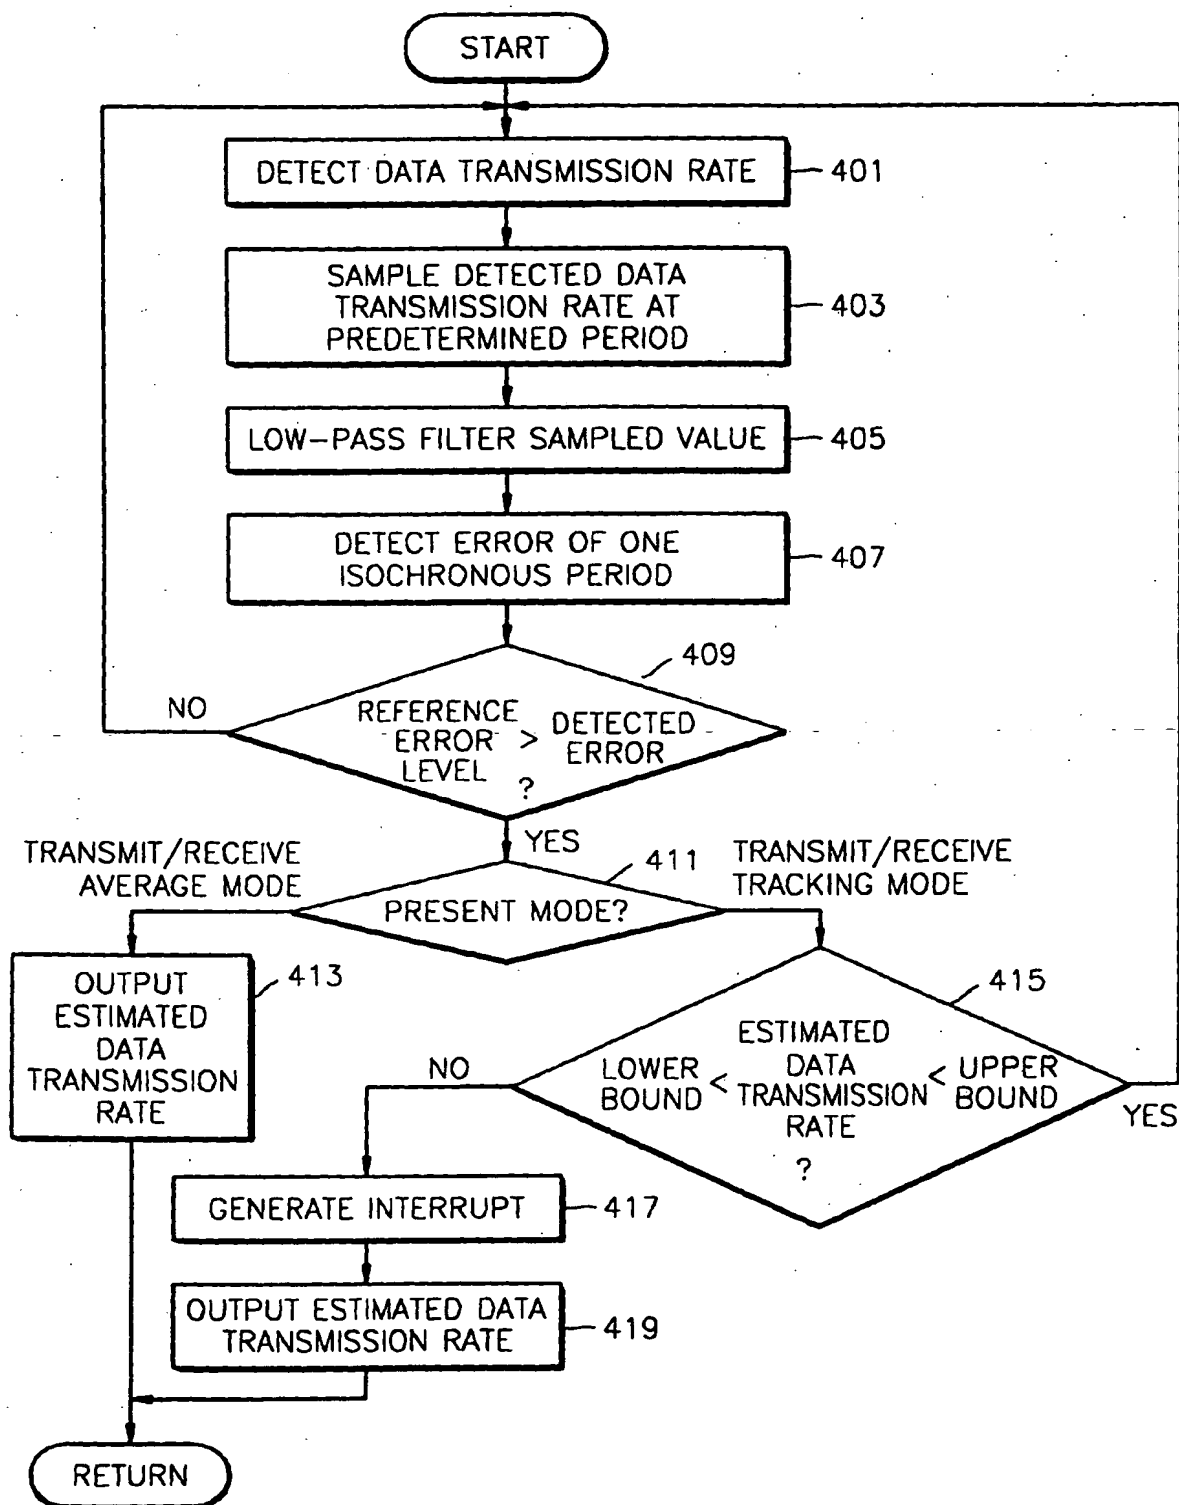 START
DETECT DATA TRANSMISSION RATE
401
SAMPLE DETECTED DATA
TRANSMISSION RATE AT
PREDETERMINED PERIOD
403
LOW-PASS FILTER SAMPLED VALUE
405
DETECT ERROR OF ONE
ISOCHRONOUS PERIOD
407
409
NO
REFERENCE
ERROR
LEVEL
>
DETECTED
ERROR
?
YES
TRANSMIT/RECEIVE
AVERAGE MODE
411
TRANSMIT/RECEIVE
TRACKING MODE
PRESENT MODE?
OUTPUT
ESTIMATED
DATA
TRANSMISSION
RATE
413
415
NO
LOWER
BOUND
<
ESTIMATED
DATA
TRANSMISSION
RATE
<
UPPER
BOUND
?
YES
GENERATE INTERRUPT
417
OUTPUT ESTIMATED DATA
TRANSMISSION RATE
419
RETURN